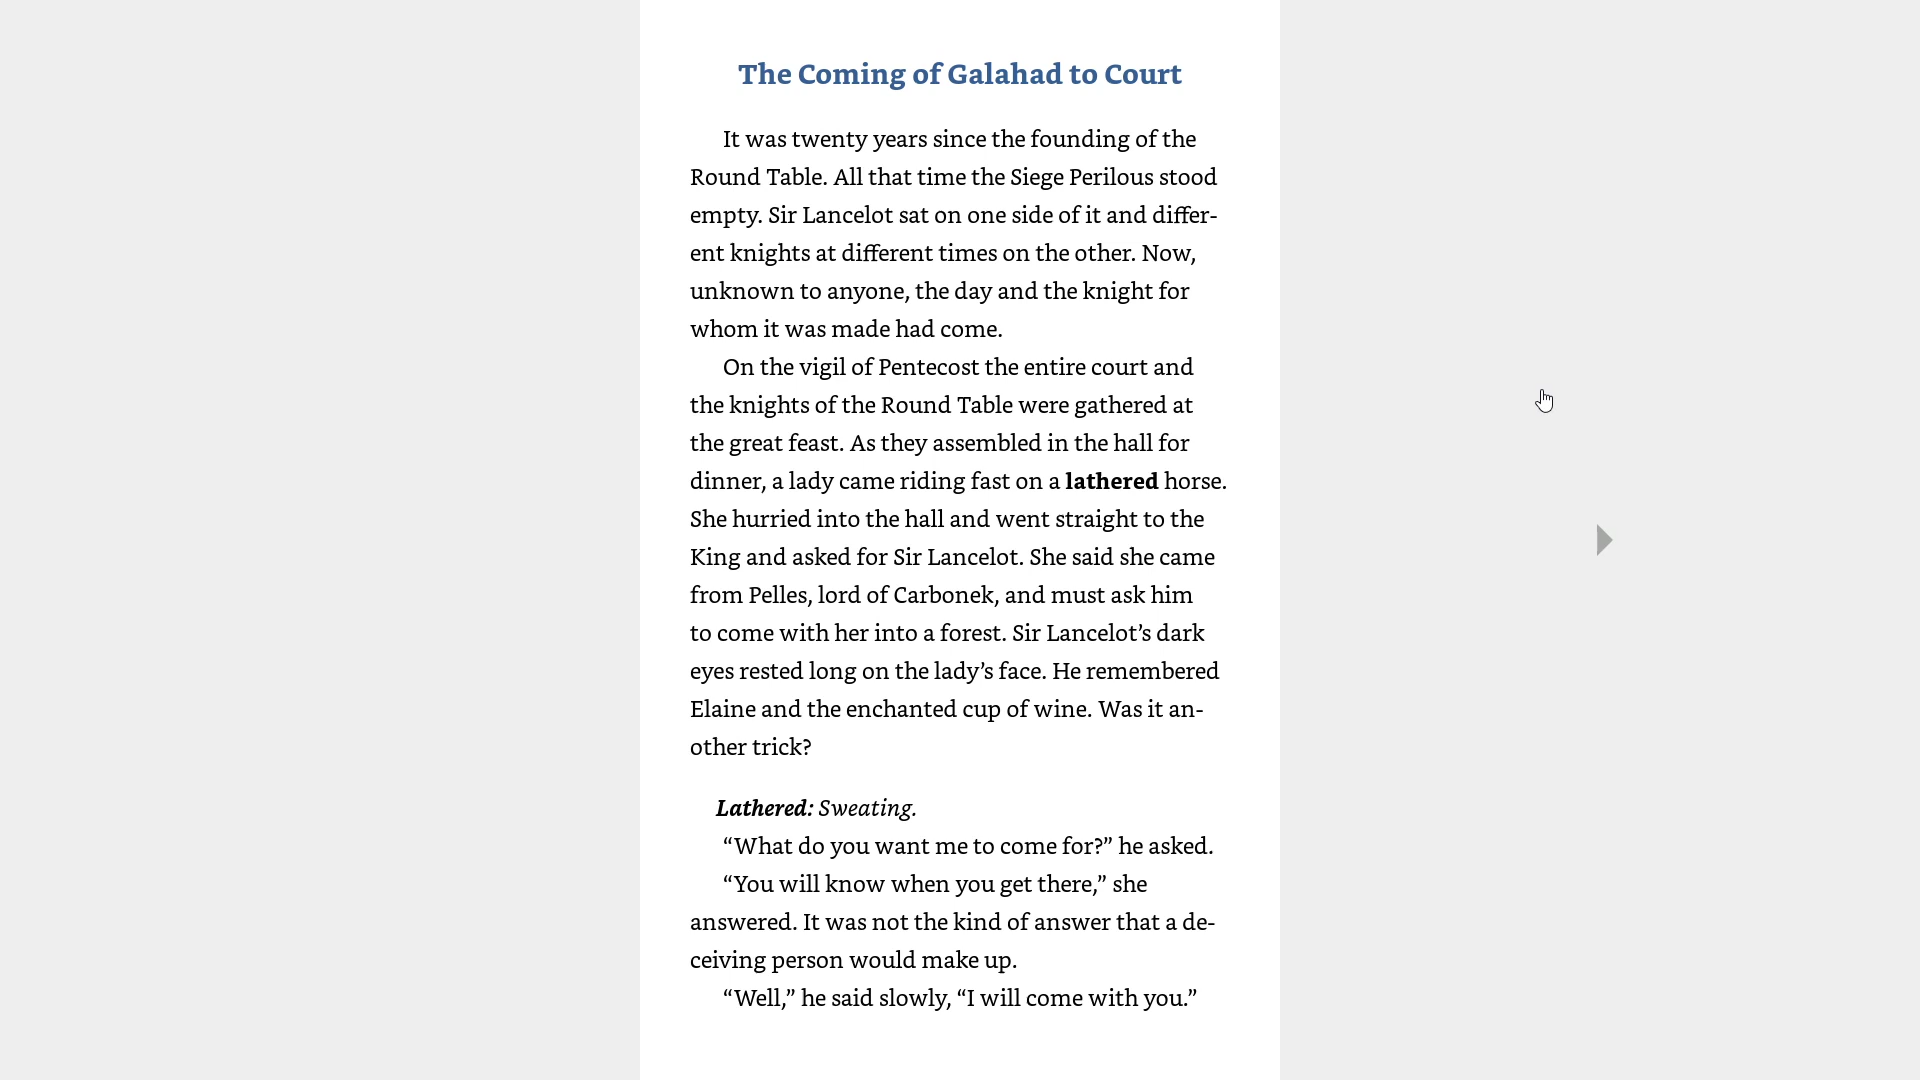 The Coming of Galahad to Court
It was twenty years since the founding of the
Round Table. All that time the Siege Perilous stood
empty. Sir Lancelot sat on one side of it and differ-
ent knights at different times on the other. Now,
unknown to anyone, the day and the knight for
whom it was made had come.
On the vigil of Pentecost the entire court and
the knights of the Round Table were gathered at
the great feast. As they assembled in the hall for
dinner, a lady came riding fast on a lathered horse.
She hurried into the hall and went straight to the
King and asked for Sir Lancelot. She said she came
from Pelles, lord of Carbonek, and must ask him
to come with her into a forest. Sir Lancelot’s dark
eyes rested long on the lady’s face. He remembered
Elaine and the enchanted cup of wine. Was it an-
other trick?
Lathered: Sweating.
“What do you want me to come for?” he asked.
“You will know when you get there,” she
answered. It was not the kind of answer that a de-
ceiving person would make up.
“Well,” he said slowly, “I will come with you.”